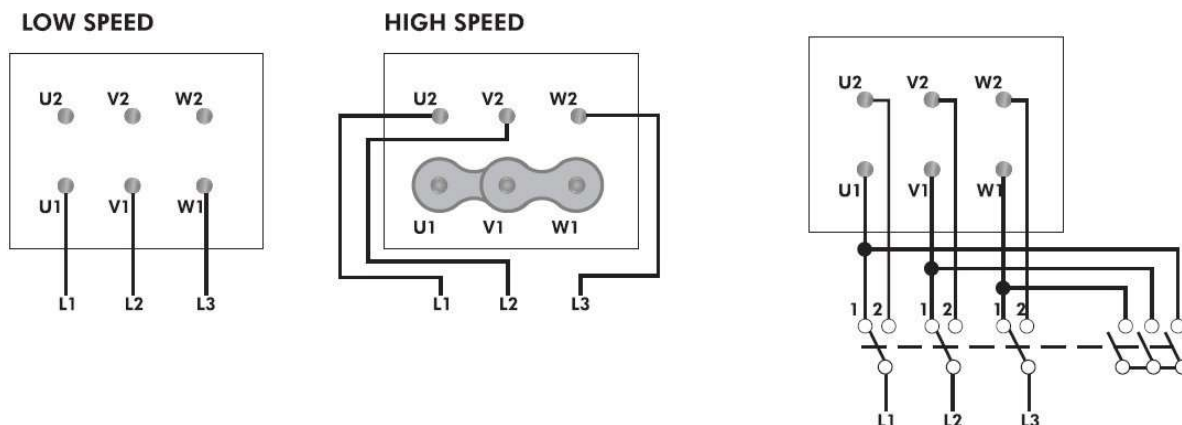 LOW SPEED
U2 V2 W2
U1 V1 W1
L1 L2 L3
HIGH SPEED
U2 V2 W2
U1 V1 W1
L1 L2 L3
U2 V2 W2
U1 V1 W1
1 2 1 2 1 2
L1 L2 L3